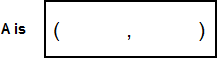 A is ( , )